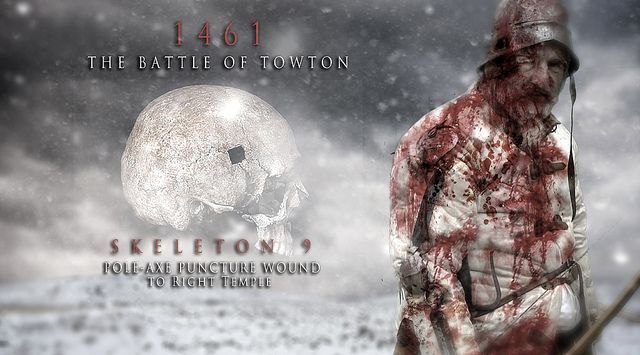 1461
THE BATTLE OF TOWTON
SKELETON 9
POLE-AXE PUNCTURE WOUND
TO RIGHT TEMPLE